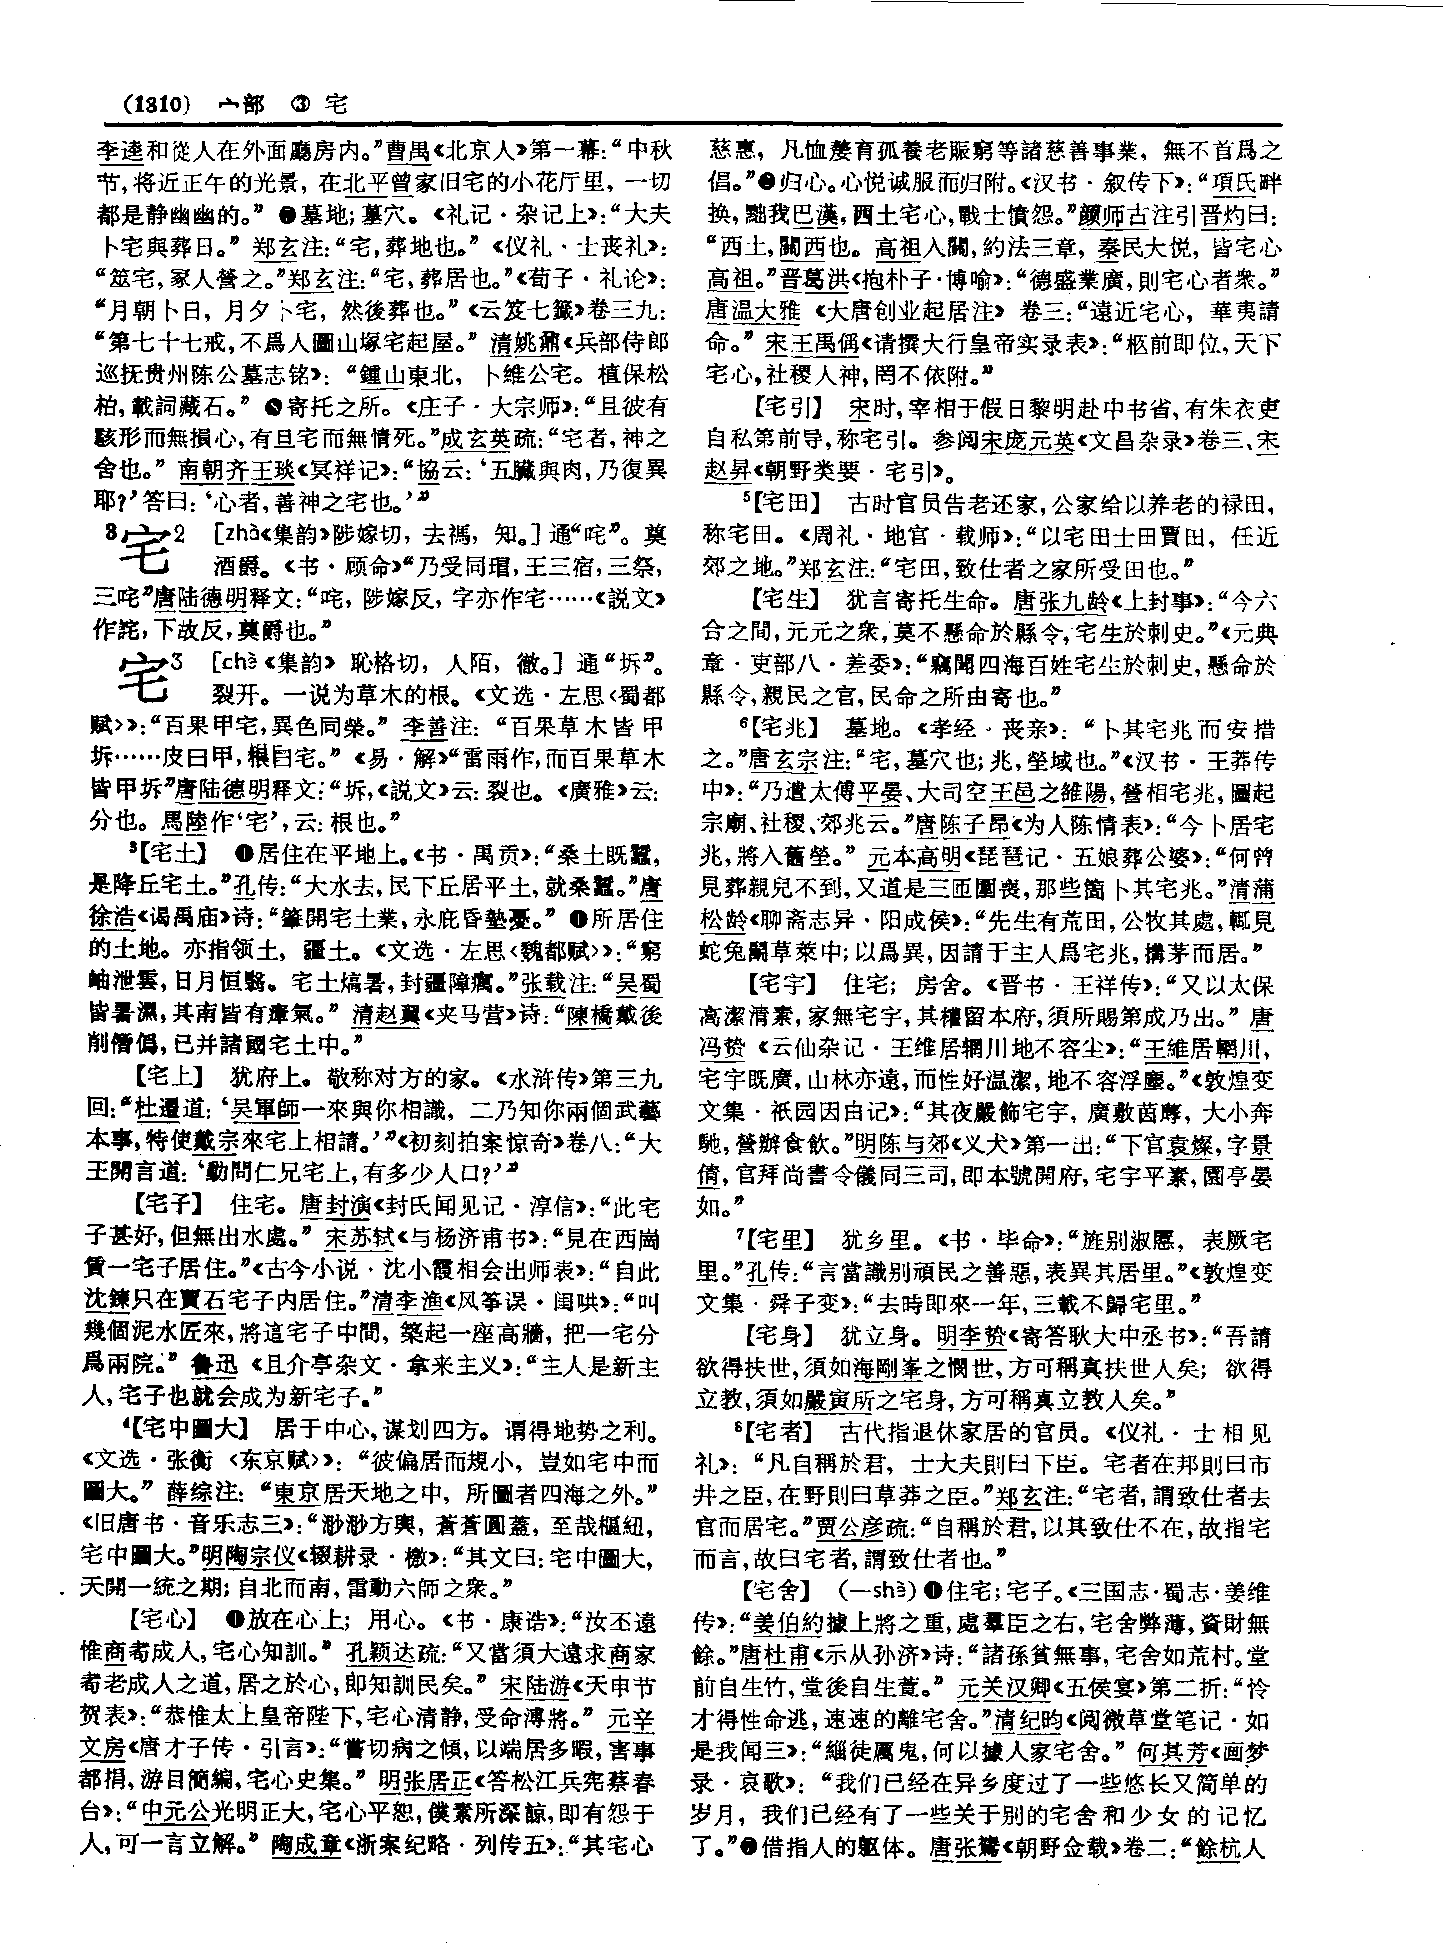 (1310) 宀部 ③ 宅
李逵和從人在外面廳房内。”曹禺《北京人》第一幕:“中秋
节,将近正午的光景,在北平曾家旧宅的小花厅里,一切
都是静幽幽的。” ❼墓地;墓穴。《礼记·杂记上》:“大夫
卜宅與葬日。”郑玄注:“宅,葬地也。”《仪礼·士丧礼》:
“筮宅,冢人營之。”郑玄注:“宅,葬居也。”《荀子·礼论》:
“月朝卜日,月夕卜宅,然後葬也。”《云笈七籤》卷三九:
“第七十七戒,不爲人圖山塚宅起屋。”清姚鼐《兵部侍郎
巡抚贵州陈公墓志铭》:“鍾山東北,卜維公宅。植保松
柏,載詞藏石。” ❽寄托之所。《庄子·大宗师》:“且彼有
駭形而無損心,有旦宅而無情死。”成玄英疏:“宅者,神之
舍也。”南朝齐王琰《冥祥记》:“協云:‘五臟與肉,乃復異
耶?’答曰:‘心者,善神之宅也。’”
3宅2 [zhà《集韵》陟嫁切,去禡,知。]通“咤”。奠
酒爵。《书·顾命》“乃受同瑁,王三宿,三祭,
三咤”唐陆德明释文:“咤,陟嫁反,字亦作宅……《説文》
作詫,下故反,奠爵也。”
宅3 [chè《集韵》恥格切,人陌,徹。]通“坼”。
裂开。一说为草木的根。《文选·左思〈蜀都
赋〉》:“百果甲宅,異色同榮。”李善注:“百果草木皆甲
坼……皮曰甲,根曰宅。”《易·解》“雷雨作,而百果草木
皆甲坼”唐陆德明释文:“坼,《説文》云:裂也。《廣雅》云:
分也。馬陸作‘宅’,云:根也。”
3【宅土】 ❶居住在平地上。《书·禹贡》:“桑土既蠶,
是降丘宅土。”孔传:“大水去,民下丘居平土,就桑蠶。”唐
徐浩《谒禹庙》诗:“肇開宅土業,永庇昏墊憂。” ❶所居住
的土地。亦指领土,疆土。《文选·左思〈魏都赋〉》:“窮
岫泄雲,日月恒翳。宅土熇暑,封疆障癘。”张载注:“吴蜀
皆暑濕,其南皆有瘴氣。”清赵翼《夹马营》诗:“陳橋戴後
削僭僞,已并諸國宅土中。”
【宅上】 犹府上。敬称对方的家。《水浒传》第三九
回:“杜遷道:‘吴軍師一來與你相識,二乃知你兩個武藝
本事,特使戴宗來宅上相請。’”《初刻拍案惊奇》卷八:“大
王開言道:‘動問仁兄宅上,有多少人口?’”
【宅子】 住宅。唐封演《封氏闻见记·淳信》:“此宅
子甚好,但無出水處。”宋苏轼《与杨济甫书》:“見在西崗
賃一宅子居住。”《古今小说·沈小霞相会出师表》:“自此
沈鍊只在賈石宅子内居住。”清李渔《风筝误·闺哄》:“叫
幾個泥水匠來,將這宅子中間,築起一座高牆,把一宅分
爲兩院。”鲁迅《且介亭杂文·拿来主义》:“主人是新主
人,宅子也就会成为新宅子。”
4【宅中圖大】 居于中心,谋划四方。谓得地势之利。
《文选·张衡〈东京赋〉》:“彼偏居而規小,豈如宅中而
圖大。”薛综注:“東京居天地之中,所圖者四海之外。”
《旧唐书·音乐志三》:“渺渺方輿,蒼蒼圓蓋,至哉樞紐,
宅中圖大。”明陶宗仪《辍耕录·檄》:“其文曰:宅中圖大,
天開一統之期;自北而南,雷動六師之衆。”
【宅心】 ❶放在心上;用心。《书·康诰》:“汝丕遠
惟商耇成人,宅心知訓。”孔颖达疏:“又當須大遠求商家
耇老成人之道,居之於心,即知訓民矣。”宋陆游《天申节
贺表》:“恭惟太上皇帝陛下,宅心清静,受命溥將。”元辛
文房《唐才子传·引言》:“嘗切病之傾,以端居多暇,害事
都捐,游目簡編,宅心史集。”明张居正《答松江兵宪蔡春
台》:“中元公光明正大,宅心平恕,僕素所深諒,即有怨于
人,可一言立解。”陶成章《浙案纪略·列传五》:“其宅心
慈惠,凡恤嫠育孤養老賑窮等諸慈善事業,無不首爲之
倡。”❷归心。心悦诚服而归附。《汉书·叙传下》:“項氏畔
换,黜我巴漢,西土宅心,戰士憤怨。”颜师古注引晋灼曰:
“西土,關西也。高祖入關,約法三章,秦民大悦,皆宅心
高祖。”晋葛洪《抱朴子·博喻》:“德盛業廣,則宅心者衆。”
唐温大雅《大唐创业起居注》卷三:“遠近宅心,華夷請
命。”宋王禹偁《请撰大行皇帝实录表》:“柩前即位,天下
宅心,社稷人神,罔不依附。”
【宅引】 宋时,宰相于假日黎明赴中书省,有朱衣吏
自私第前导,称宅引。参阅宋庞元英《文昌杂录》卷三、宋
赵昇《朝野类要·宅引》。
5【宅田】 古时官员告老还家,公家给以养老的禄田,
称宅田。《周礼·地官·载师》:“以宅田士田賈田,任近
郊之地。”郑玄注:“宅田,致仕者之家所受田也。”
【宅生】 犹言寄托生命。唐张九龄《上封事》:“今六
合之間,元元之衆,莫不懸命於縣令,宅生於刺史。”《元典
章·吏部八·差委》:“竊聞四海百姓宅生於刺史,懸命於
縣令,親民之官,民命之所由寄也。”
6【宅兆】 墓地。《孝经·丧亲》:“卜其宅兆而安措
之。”唐玄宗注:“宅,墓穴也;兆,塋域也。”《汉书·王莽传
中》:“乃遣太傅平晏、大司空王邑之雒陽,營相宅兆,圖起
宗廟、社稷、郊兆云。”唐陈子昂《为人陈情表》:“今卜居宅
兆,將入舊塋。”元本高明《琵琶记·五娘葬公婆》:“何曾
見葬親兒不到,又道是三匝圍喪,那些箇卜其宅兆。”清蒲
松龄《聊斋志异·阳成侯》:“先生有荒田,公牧其處,輒見
蛇兔鬭草萊中;以爲異,因請于主人爲宅兆,構茅而居。”
【宅宇】 住宅;房舍。《晋书·王祥传》:“又以太保
高潔清素,家無宅宇,其權留本府,須所賜第成乃出。”唐
冯贽《云仙杂记·王维居辋川地不容尘》:“王維居輞川,
宅宇既廣,山林亦遠,而性好温潔,地不容浮塵。”《敦煌变
文集·祇园因由记》:“其夜嚴飾宅宇,廣敷茵蓐,大小奔
馳,營辦食飲。”明陈与郊《义犬》第一出:“下官袁燦,字景
倩,官拜尚書令儀同三司,即本號開府,宅宇平素,園亭晏
如。”
7【宅里】 犹乡里。《书·毕命》:“旌别淑慝,表厥宅
里。”孔传:“言當識别頑民之善惡,表異其居里。”《敦煌变
文集·舜子变》:“去時即來一年,三載不歸宅里。”
【宅身】 犹立身。明李贽《寄答耿大中丞书》:“吾謂
欲得扶世,須如海剛峯之憫世,方可稱真扶世人矣;欲得
立教,須如嚴寅所之宅身,方可稱真立教人矣。”
8【宅者】 古代指退休家居的官员。《仪礼·士相见
礼》:“凡自稱於君,士大夫則曰下臣。宅者在邦則曰市
井之臣,在野則曰草莽之臣。”郑玄注:“宅者,謂致仕者去
官而居宅。”贾公彦疏:“自稱於君,以其致仕不在,故指宅
而言,故曰宅者,謂致仕者也。”
【宅舍】 (—shè)❶住宅;宅子。《三国志·蜀志·姜维
传》:“姜伯約據上將之重,處羣臣之右,宅舍弊薄,資財無
餘。”唐杜甫《示从孙济》诗:“諸孫貧無事,宅舍如荒村。堂
前自生竹,堂後自生萱。”元关汉卿《五侯宴》第二折:“怜
才得性命逃,速速的離宅舍。”清纪昀《阅微草堂笔记·如
是我闻三》:“緇徒厲鬼,何以據人家宅舍。”何其芳《画梦
录·哀歌》:“我们已经在异乡度过了一些悠长又简单的
岁月,我们已经有了一些关于别的宅舍和少女的记忆
了。”❷借指人的躯体。唐张鷟《朝野佥载》卷二:“餘杭人